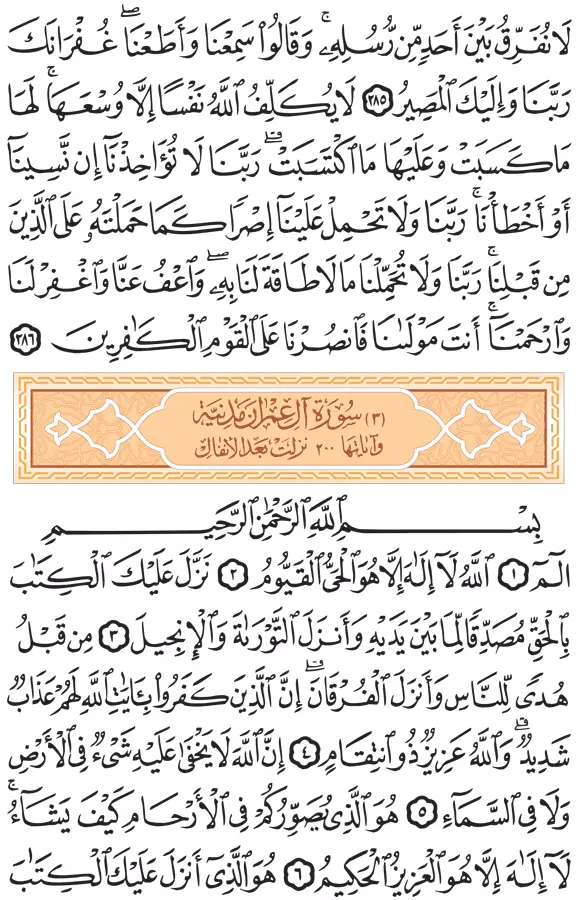 لَا نُفَرِّقُ بَيْنَ أَحَدٍ مِّن رُّسُلِهِۦۚ وَقَالُوا۟ سَمِعْنَا وَأَطَعْنَاۖ غُفْرَانَكَ
رَبَّنَا وَإِلَيْكَ ٱلْمَصِيرُ ٢٨٥ لَا يُكَلِّفُ ٱللَّهُ نَفْسًا إِلَّا وُسْعَهَاۚ لَهَا
مَا كَسَبَتْ وَعَلَيْهَا مَا ٱكْتَسَبَتْۗ رَبَّنَا لَا تُؤَاخِذْنَآ إِن نَّسِينَآ
أَوْ أَخْطَأْنَاۚ رَبَّنَا وَلَا تَحْمِلْ عَلَيْنَآ إِصْرًا كَمَا حَمَلْتَهُۥ عَلَى ٱلَّذِينَ
مِن قَبْلِنَاۚ رَبَّنَا وَلَا تُحَمِّلْنَا مَا لَا طَاقَةَ لَنَا بِهِۦۖ وَٱعْفُ عَنَّا وَٱغْفِرْ لَنَا
وَٱرْحَمْنَآۚ أَنتَ مَوْلَىٰنَا فَٱنصُرْنَا عَلَى ٱلْقَوْمِ ٱلْكَٰفِرِينَ ٢٨٦
(٣) سُورَةُ آلِ عِمْرَانَ مَدَنِيَّة
وَآيَاتُهَا ٢٠٠ نَزَلَتْ بَعْدَ الأَنْفَال
بِسْمِ ٱللَّهِ ٱلرَّحْمَٰنِ ٱلرَّحِيمِ
الٓمٓ ١ ٱللَّهُ لَآ إِلَٰهَ إِلَّا هُوَ ٱلْحَىُّ ٱلْقَيُّومُ ٢ نَزَّلَ عَلَيْكَ ٱلْكِتَٰبَ
بِٱلْحَقِّ مُصَدِّقًا لِّمَا بَيْنَ يَدَيْهِ وَأَنزَلَ ٱلتَّوْرَىٰةَ وَٱلْإِنجِيلَ ٣ مِن قَبْلُ
هُدًى لِّلنَّاسِ وَأَنزَلَ ٱلْفُرْقَانَۗ إِنَّ ٱلَّذِينَ كَفَرُوا۟ بِـَٔايَٰتِ ٱللَّهِ لَهُمْ عَذَابٌ
شَدِيدٌۗ وَٱللَّهُ عَزِيزٌ ذُو ٱنتِقَامٍ ٤ إِنَّ ٱللَّهَ لَا يَخْفَىٰ عَلَيْهِ شَىْءٌ فِى ٱلْأَرْضِ
وَلَا فِى ٱلسَّمَآءِ ٥ هُوَ ٱلَّذِى يُصَوِّرُكُمْ فِى ٱلْأَرْحَامِ كَيْفَ يَشَآءُۚ
لَآ إِلَٰهَ إِلَّا هُوَ ٱلْعَزِيزُ ٱلْحَكِيمُ ٦ هُوَ ٱلَّذِىٓ أَنزَلَ عَلَيْكَ ٱلْكِتَٰبَ